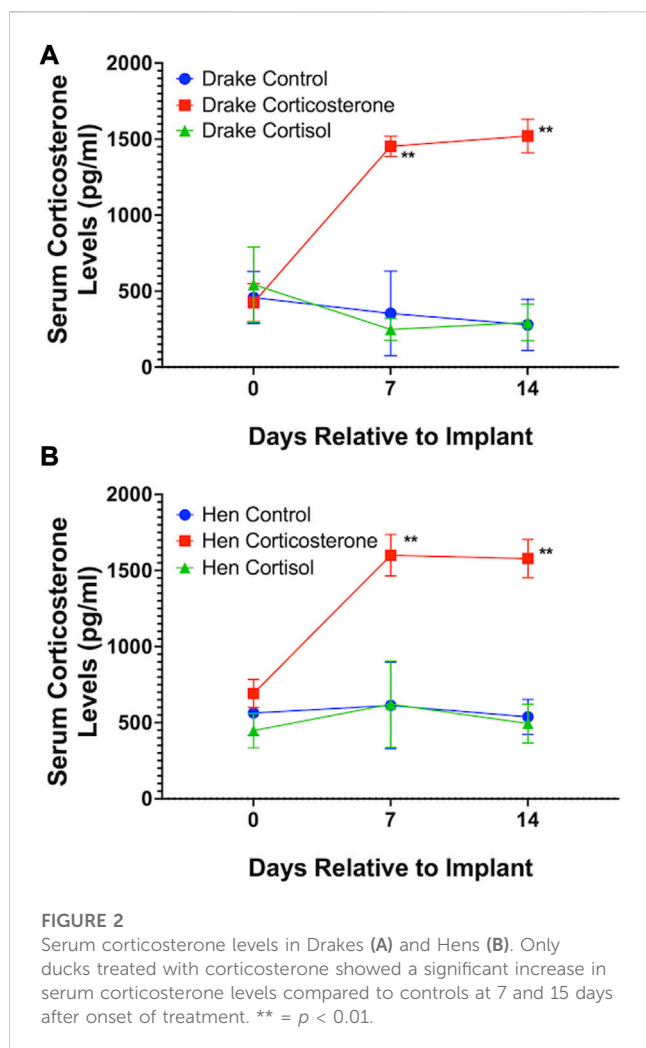 A
2000
1500
1000
500
0
Serum Corticosterone
Levels (pg/ml)
Drake Control
Drake Corticosterone
Drake Cortisol
**
**
0 7 14
Days Relative to Implant
B
2000
1500
1000
500
0
Serum Corticosterone
Levels (pg/ml)
Hen Control
Hen Corticosterone
Hen Cortisol
**
**
0 7 14
Days Relative to Implant
FIGURE 2
Serum corticosterone levels in Drakes (A) and Hens (B). Only
ducks treated with corticosterone showed a significant increase in
serum corticosterone levels compared to controls at 7 and 15 days
after onset of treatment. ** = p < 0.01.